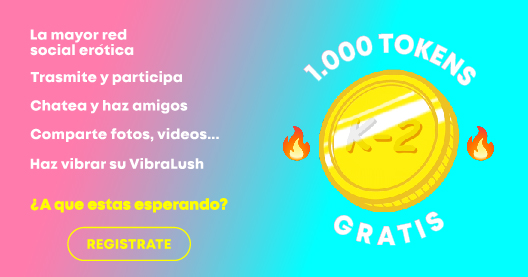 La mayor red
social erótica
Trasmite y participa
Chatea y haz amigos
Comparte fotos, videos...
Haz vibrar su VibraLush
¿A que estas esperando?
REGISTRATE
1.000 TOKENS
K-2
GRATIS